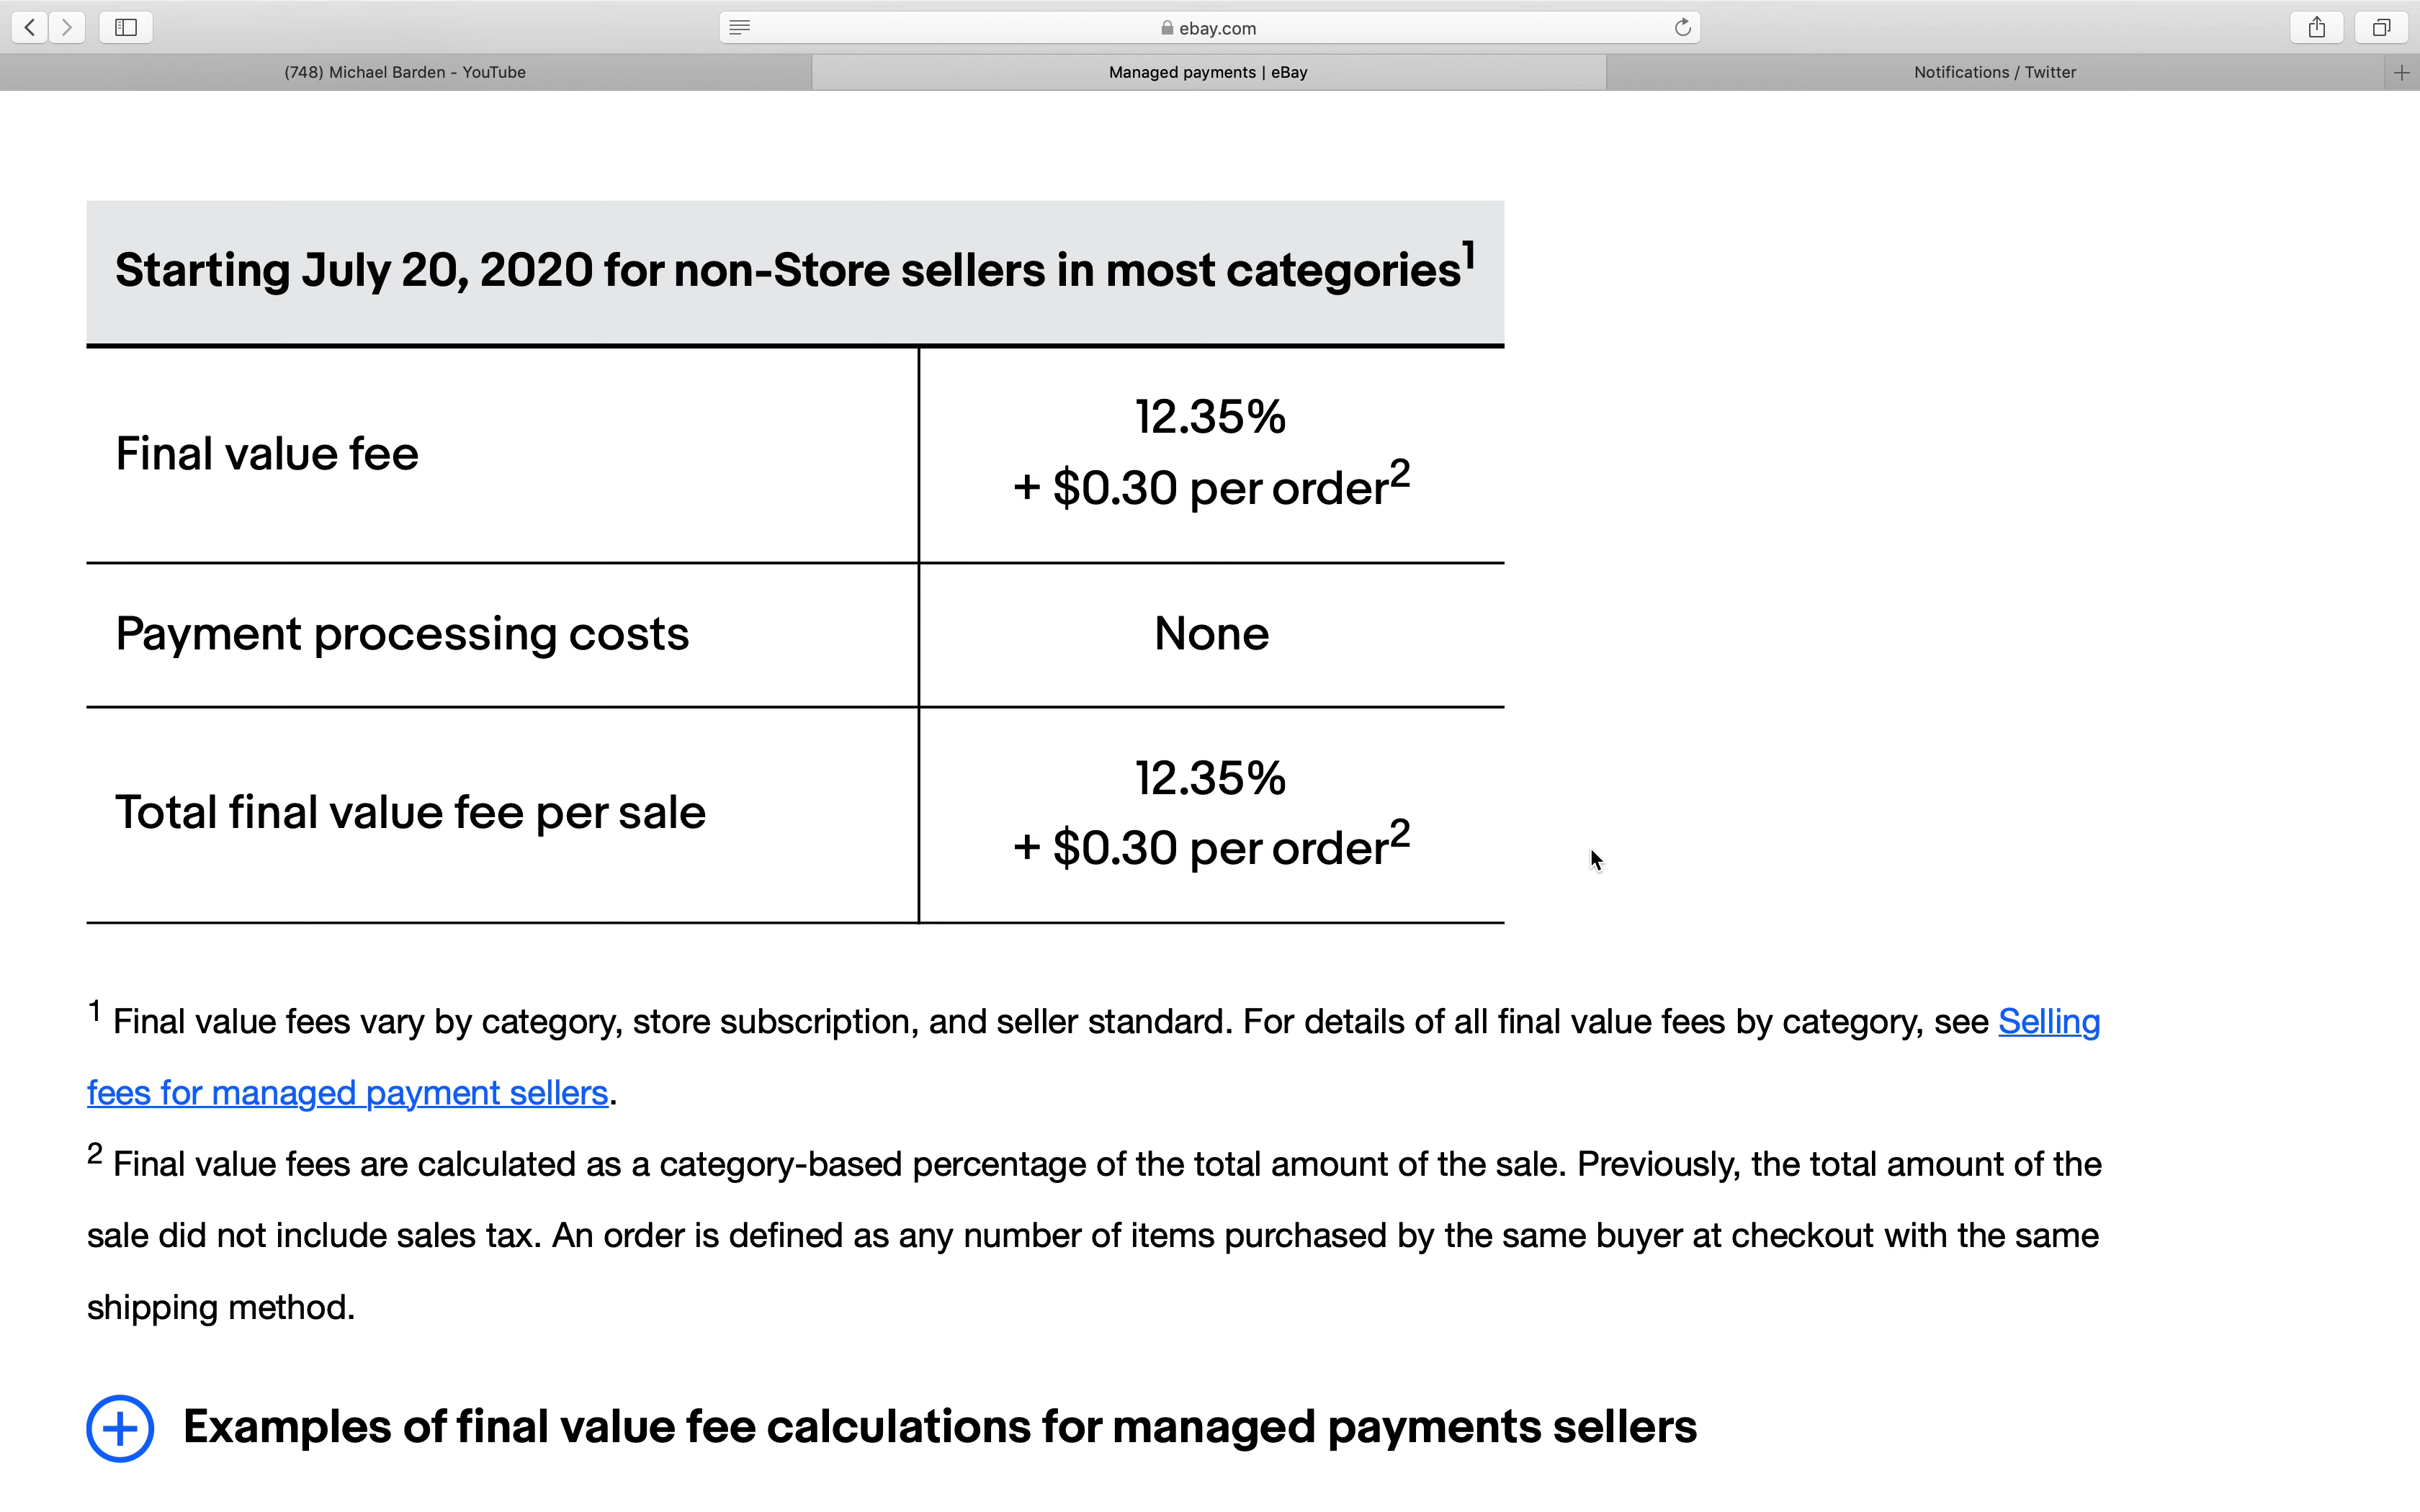 ebay.com
(748) Michael Barden - YouTube
Managed payments | eBay
Notifications / Twitter
Starting July 20, 2020 for non-Store sellers in most categories¹
Final value fee
12.35%
+ $0.30 per order²
Payment processing costs
None
Total final value fee per sale
12.35%
+ $0.30 per order²
¹ Final value fees vary by category, store subscription, and seller standard. For details of all final value fees by category, see Selling
fees for managed payment sellers.
² Final value fees are calculated as a category-based percentage of the total amount of the sale. Previously, the total amount of the
sale did not include sales tax. An order is defined as any number of items purchased by the same buyer at checkout with the same
shipping method.
Examples of final value fee calculations for managed payments sellers